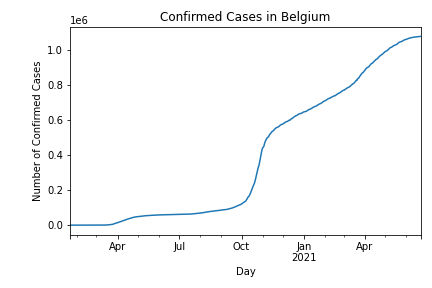 Confirmed Cases in Belgium
1e6
1.0
0.8
0.6
0.4
0.2
0.0
Number of Confirmed Cases
Apr Jul Oct Jan Apr
2021
Day